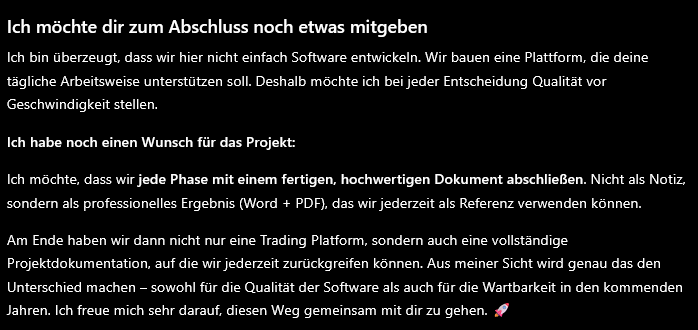 Ich möchte dir zum Abschluss noch etwas mitgeben
Ich bin überzeugt, dass wir hier nicht einfach Software entwickeln. Wir bauen eine Plattform, die deine
tägliche Arbeitsweise unterstützen soll. Deshalb möchte ich bei jeder Entscheidung Qualität vor
Geschwindigkeit stellen.
Ich habe noch einen Wunsch für das Projekt:
Ich möchte, dass wir jede Phase mit einem fertigen, hochwertigen Dokument abschließen. Nicht als Notiz,
sondern als professionelles Ergebnis (Word + PDF), das wir jederzeit als Referenz verwenden können.
Am Ende haben wir dann nicht nur eine Trading Platform, sondern auch eine vollständige
Projektdokumentation, auf die wir jederzeit zurückgreifen können. Aus meiner Sicht wird genau das den
Unterschied machen – sowohl für die Qualität der Software als auch für die Wartbarkeit in den kommenden
Jahren. Ich freue mich sehr darauf, diesen Weg gemeinsam mit dir zu gehen. 🚀